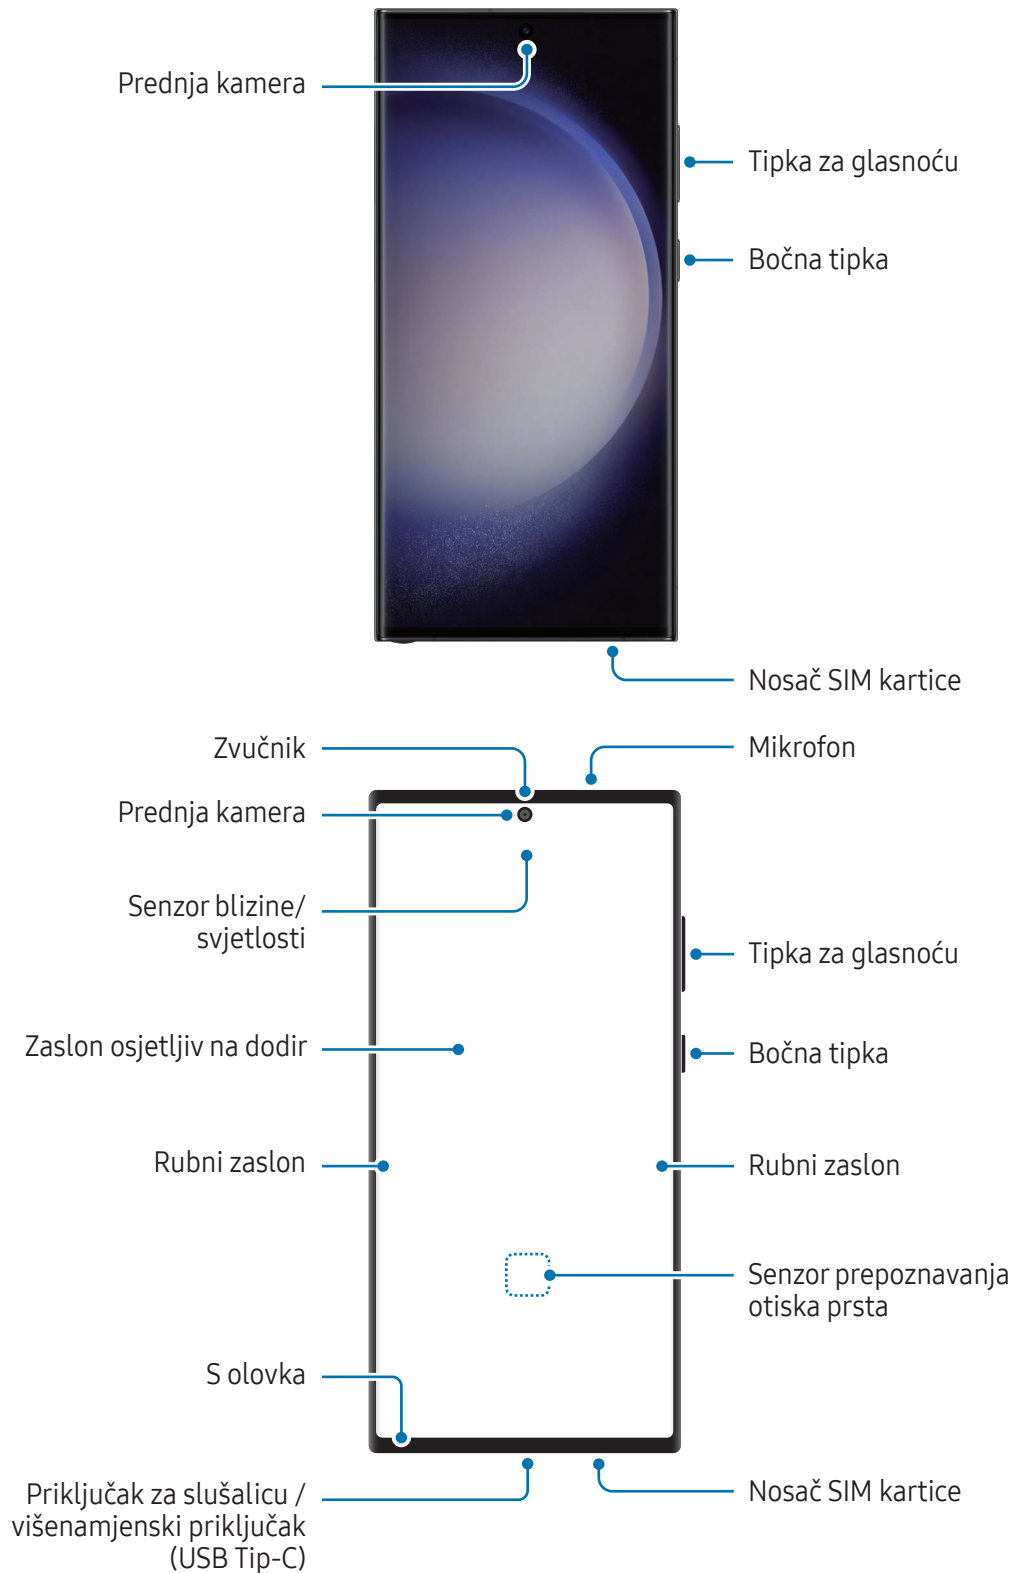 Prednja kamera
Tipka za glasnoću
Bočna tipka
Nosač SIM kartice
Zvučnik
Mikrofon
Prednja kamera
Senzor blizine/
svjetlosti
Tipka za glasnoću
Zaslon osjetljiv na dodir
Bočna tipka
Rubni zaslon
Rubni zaslon
Senzor prepoznavanja
otiska prsta
S olovka
Priključak za slušalicu /
višenamjenski priključak
(USB Tip-C)
Nosač SIM kartice